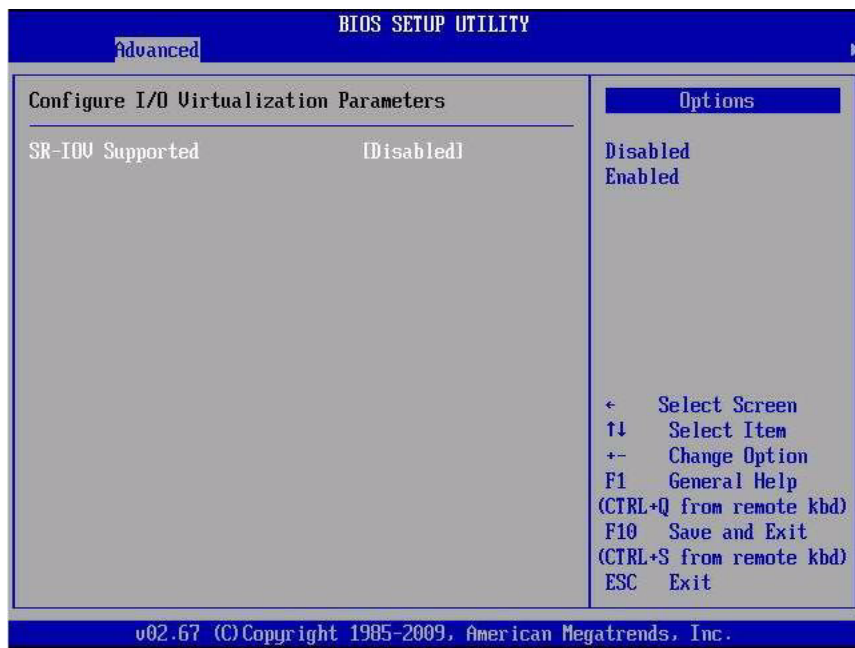 BIOS SETUP UTILITY
Advanced
Configure I/O Virtualization Parameters
SR-IOV Supported [Disabled]
Options
Disabled
Enabled
← Select Screen
↑↓ Select Item
+- Change Option
F1 General Help
(CTRL+Q from remote kbd)
F10 Save and Exit
(CTRL+S from remote kbd)
ESC Exit
v02.67 (C)Copyright 1985-2009, American Megatrends, Inc.